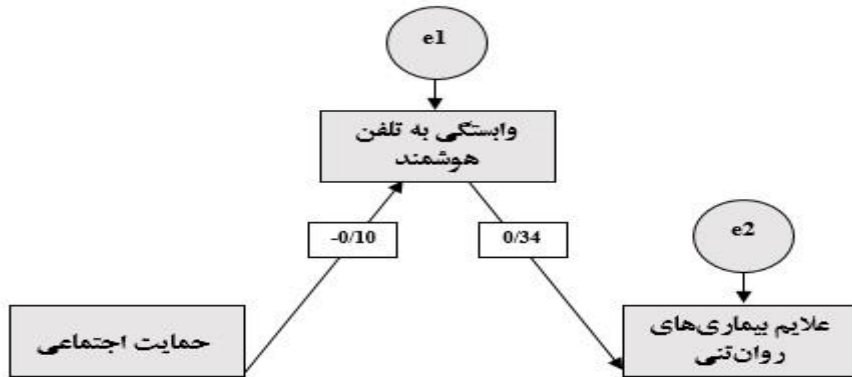 e1
وابستگی به تلفن
هوشمند
-0/10
0/34
e2
حمایت اجتماعی
علایم بیماری‌های
روان‌تنی